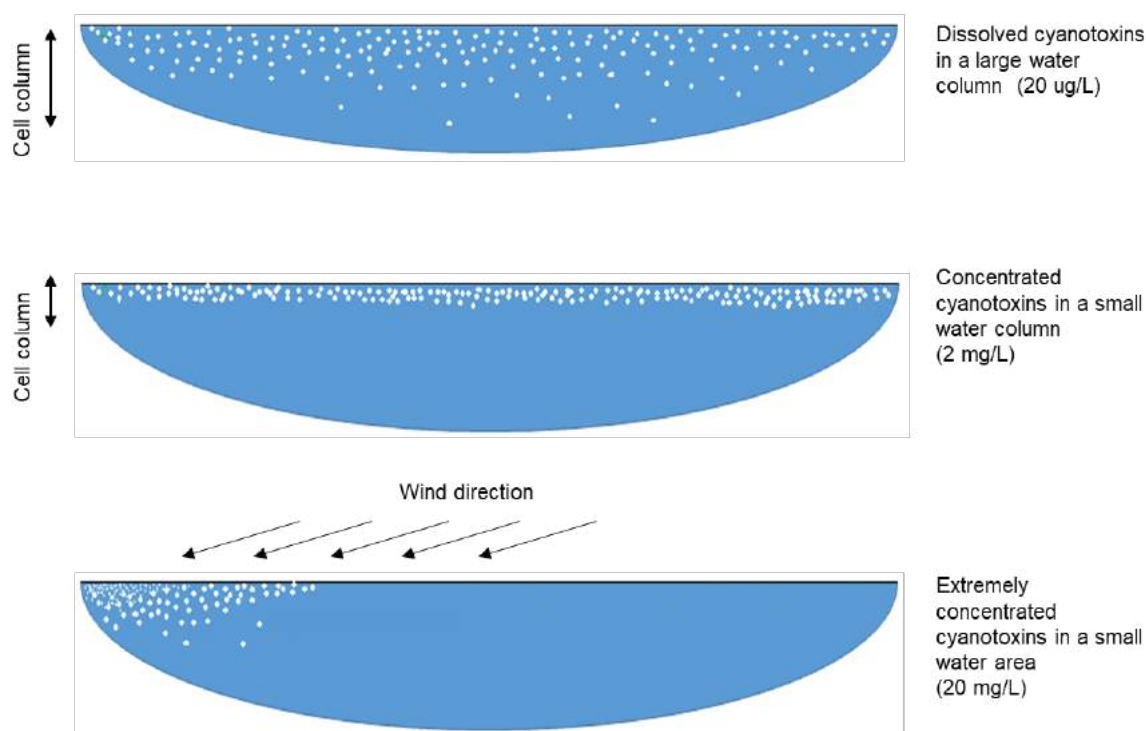 Cell column
Dissolved cyanotoxins
in a large water
column (20 ug/L)
Cell column
Concentrated
cyanotoxins in a small
water column
(2 mg/L)
Wind direction
Extremely
concentrated
cyanotoxins in a small
water area
(20 mg/L)